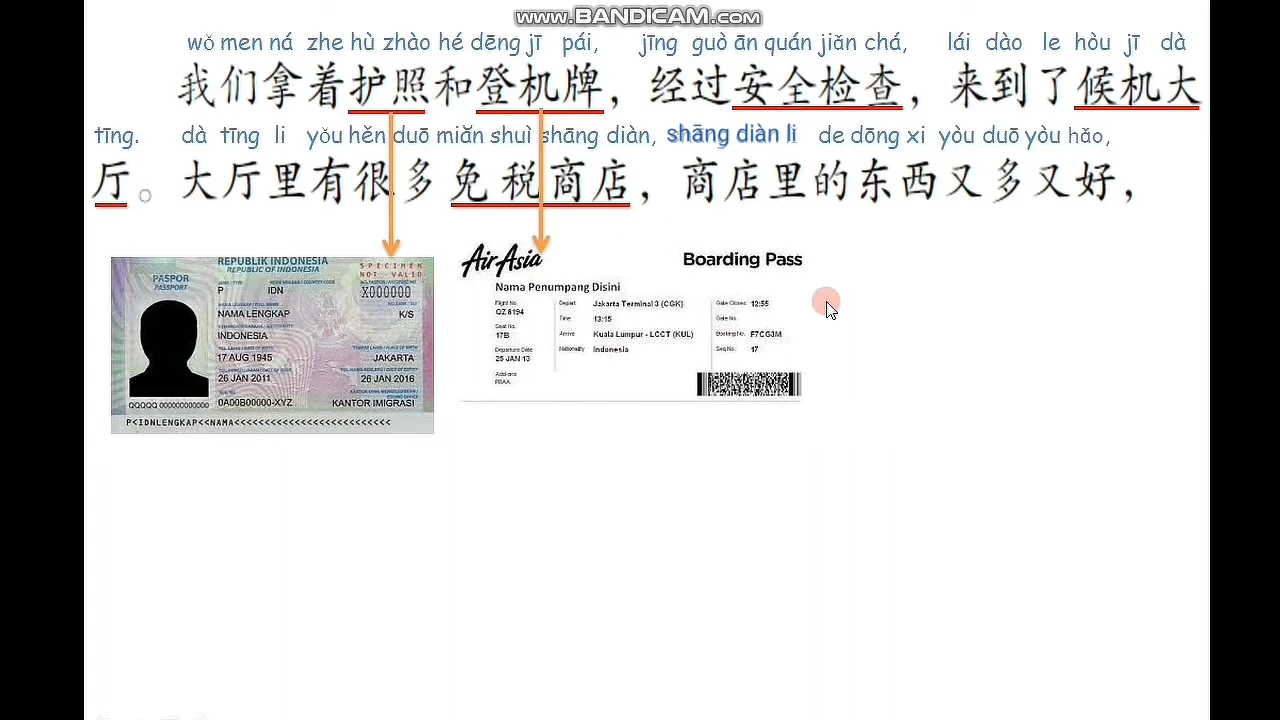 www.BANDICAM.com
wǒ men ná zhe hù zhào hé dēng jī pái, jīng guò ān quán jiǎn chá, lái dào le hòu jī dà
我们拿着护照和登机牌，经过安全检查，来到了候机大
tīng. dà tīng li yǒu hěn duō miǎn shuì shāng diàn, shāng diàn li de dōng xi yòu duō yòu hǎo,
厅。大厅里有很多免税商店，商店里的东西又多又好，
REPUBLIK INDONESIA
REPUBLIC OF INDONESIA
SPECIMEN
NOT VALID
PASPOR
PASSPORT
P IDN X000000
NAMA LENGKAP K/S
INDONESIA
17 AUG 1945 JAKARTA
26 JAN 2011 26 JAN 2016
QQQQQ 000000000000 0A00B00000-XYZ KANTOR IMIGRASI
P<IDNLENGKAP<<NAMA<<<<<<<<<<<<<<<<<<<<<<<<<<
AirAsia
Boarding Pass
Nama Penumpang Disini
Flight No. Depart Jakarta Terminal 3 (CGK) Gate Closes 12:55
QZ 8194
Time 13:15 Gate No.
Seat No.
17B Arrive Kuala Lumpur - LCCT (KUL) Booking No. F7CG3M
Departure Date Nationality Indonesia Seq No. 17
25 JAN 13
Add-ons
PBAA